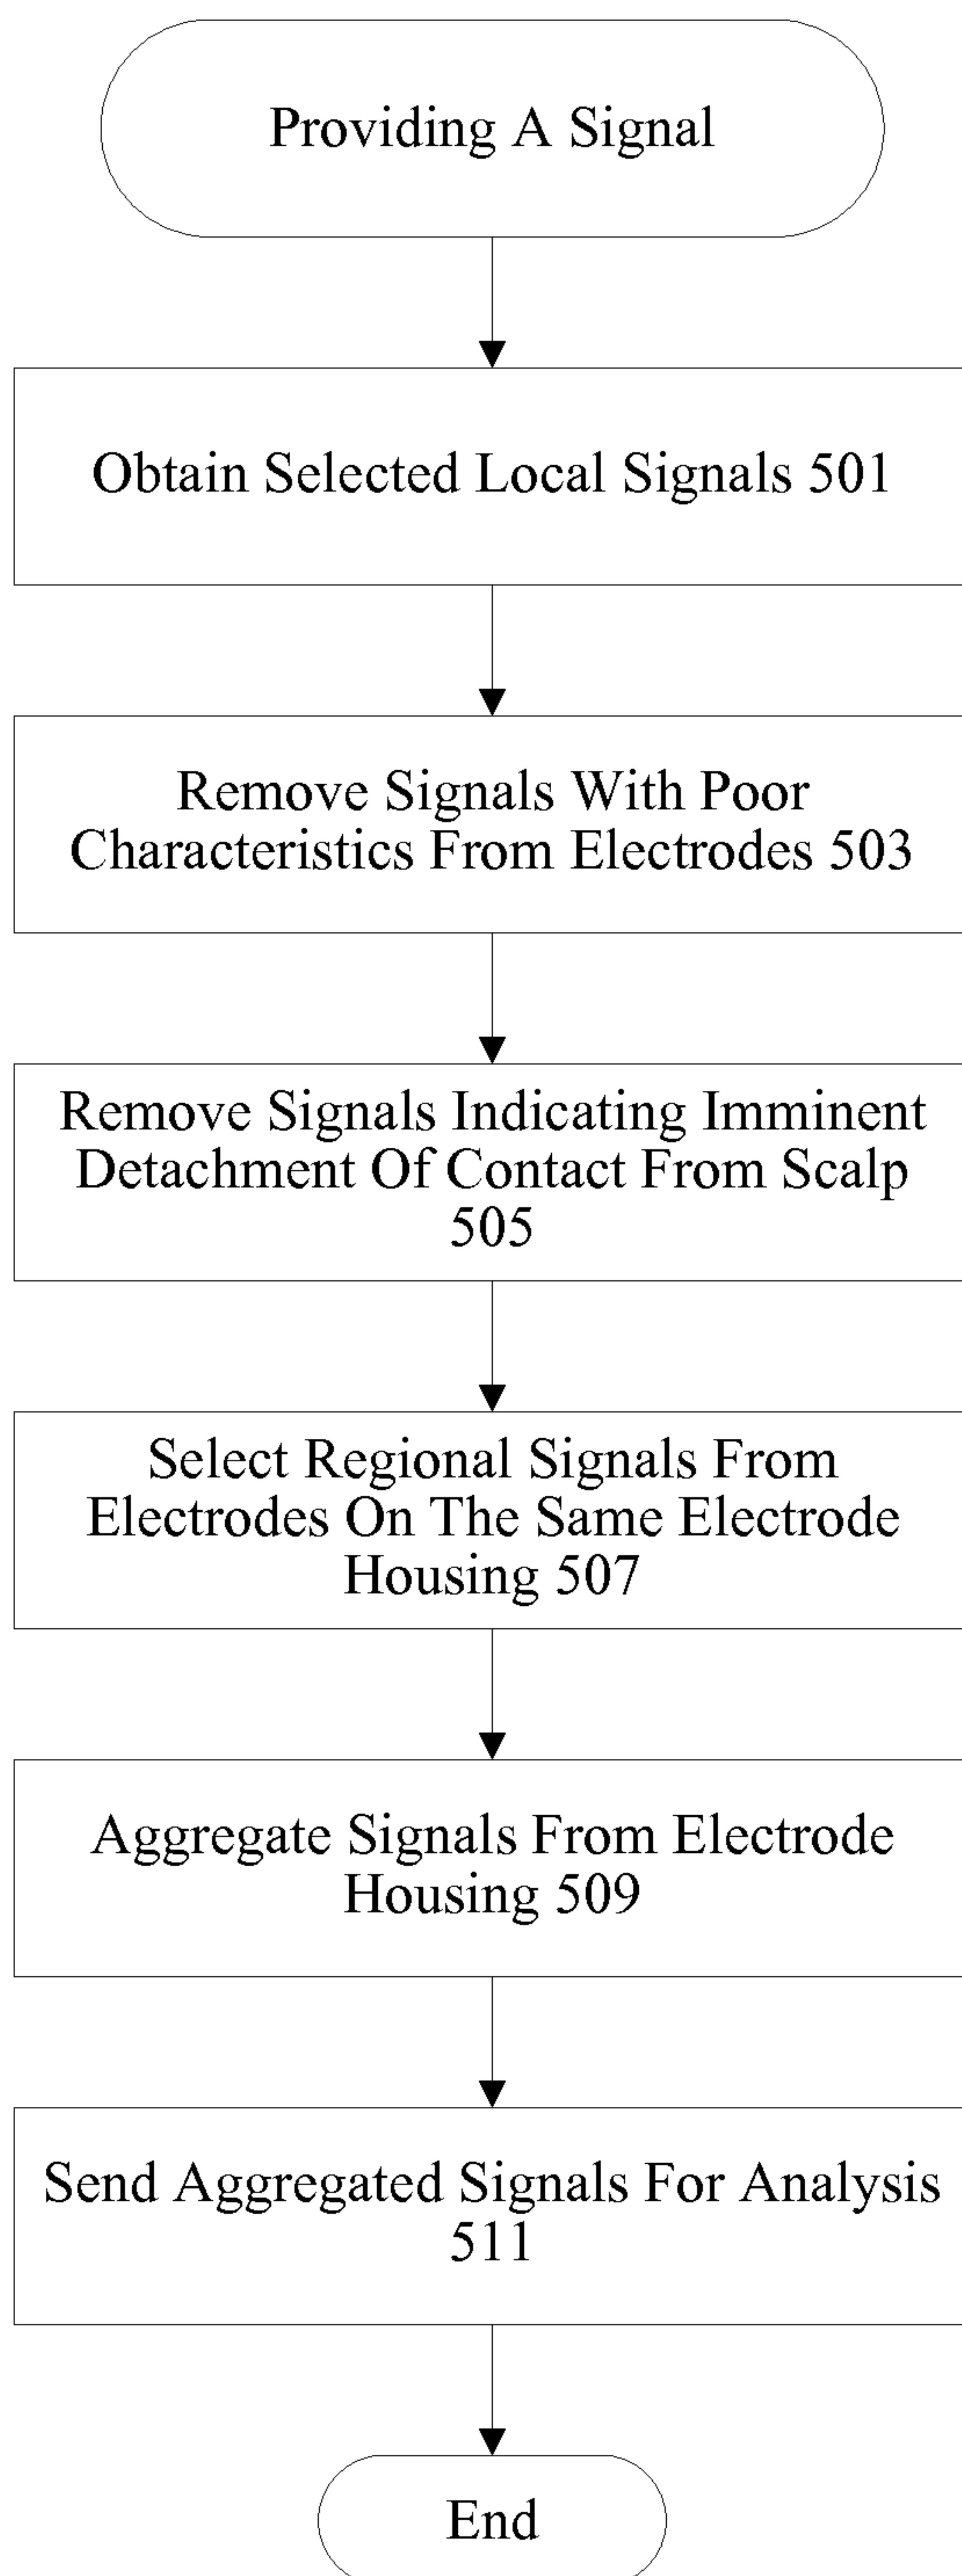 Providing A Signal
Obtain Selected Local Signals 501
Remove Signals With Poor
Characteristics From Electrodes 503
Remove Signals Indicating Imminent
Detachment Of Contact From Scalp
505
Select Regional Signals From
Electrodes On The Same Electrode
Housing 507
Aggregate Signals From Electrode
Housing 509
Send Aggregated Signals For Analysis
511
End